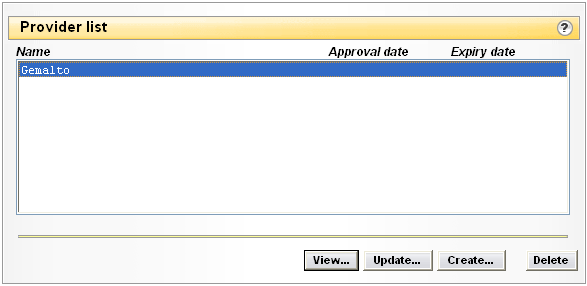 Provider list ?
Name Approval date Expiry date
Gemalto
View... Update... Create... Delete